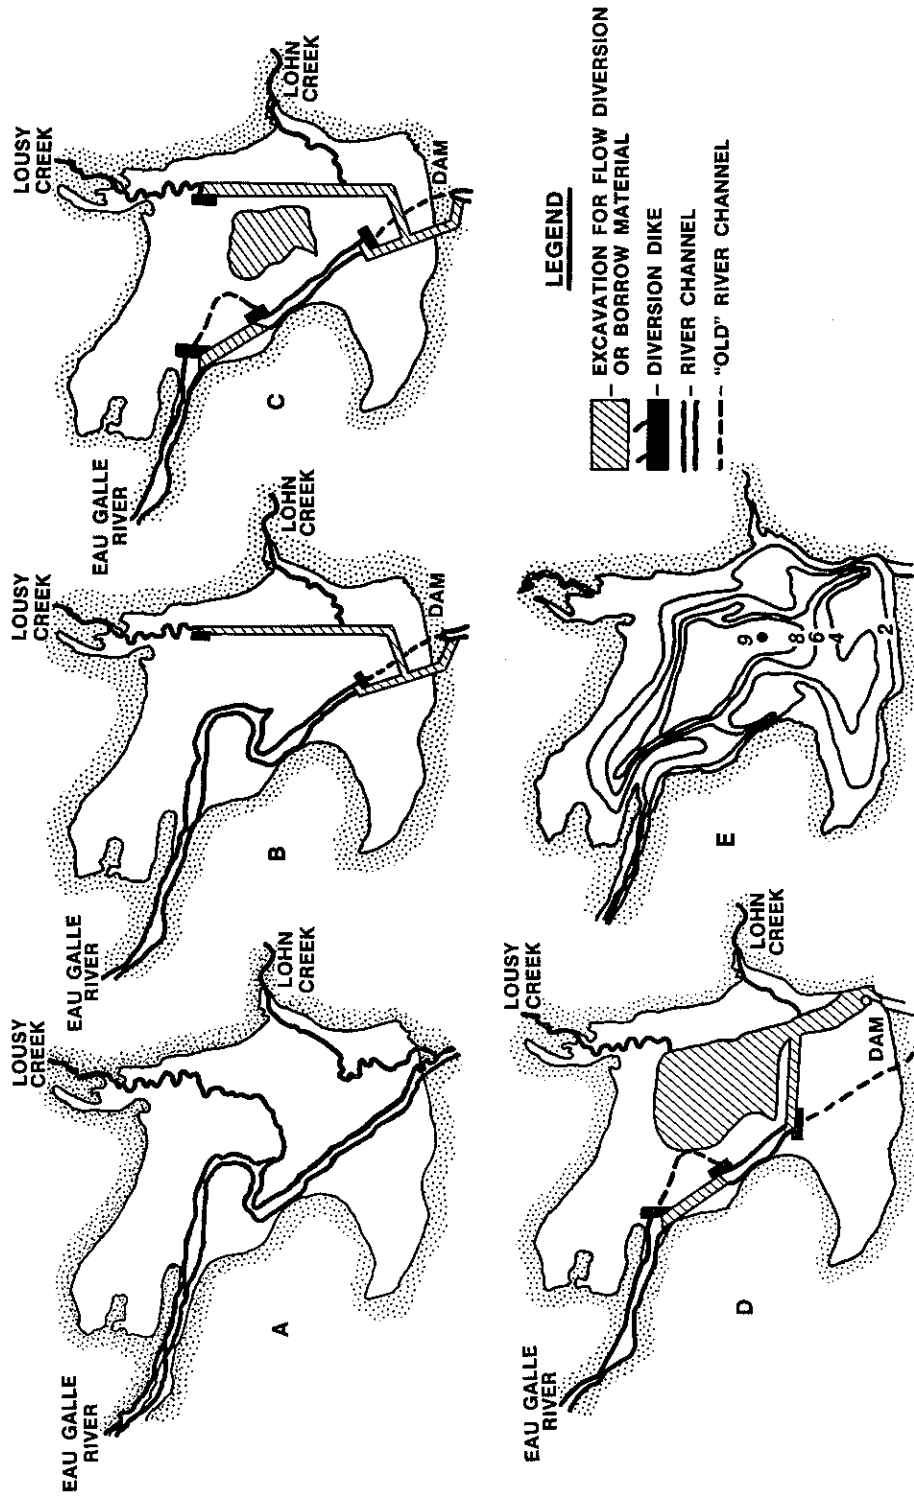 EAU GALLE
RIVER
LOUSY
CREEK
LOHN
CREEK
A
EAU GALLE
RIVER
LOUSY
CREEK
LOHN
CREEK
DAM
B
EAU GALLE
RIVER
LOUSY
CREEK
LOHN
CREEK
DAM
C
EAU GALLE
RIVER
LOUSY
CREEK
LOHN
CREEK
DAM
D
9
8
6
4
2
E
LEGEND
– EXCAVATION FOR FLOW DIVERSION
OR BORROW MATERIAL
– DIVERSION DIKE
– RIVER CHANNEL
– "OLD" RIVER CHANNEL